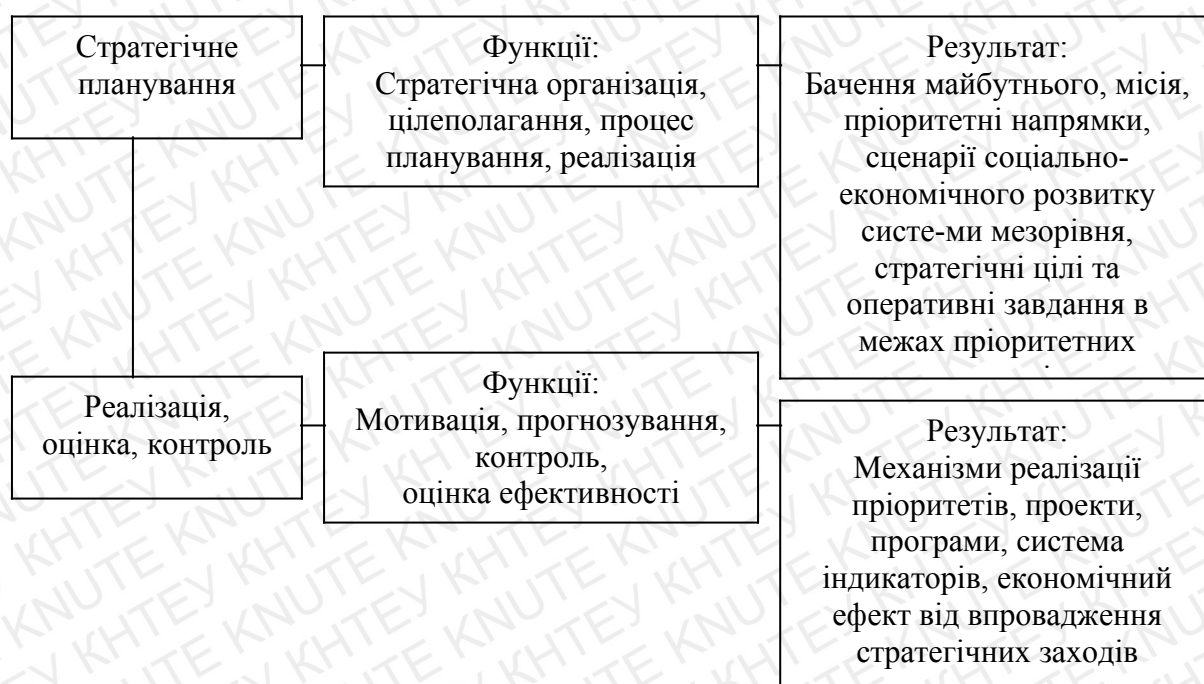 Стратегічне
планування
Функції:
Стратегічна організація,
цілеполагання, процес
планування, реалізація
Результат:
Бачення майбутнього, місія,
пріоритетні напрямки,
сценарії соціально-
економічного розвитку
систе-ми мезорівня,
стратегічні цілі та
оперативні завдання в
межах пріоритетних
Реалізація,
оцінка, контроль
Функції:
Мотивація, прогнозування,
контроль,
оцінка ефективності
Результат:
Механізми реалізації
пріоритетів, проекти,
програми, система
індикаторів, економічний
ефект від впровадження
стратегічних заходів